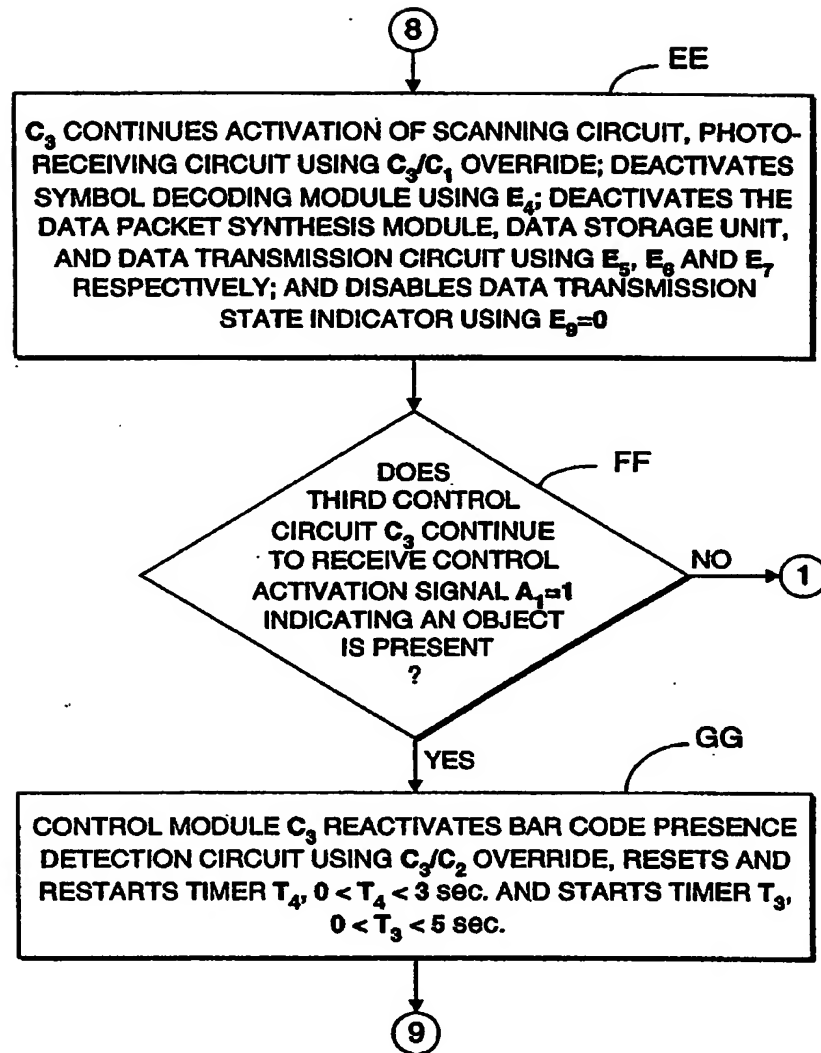 8
EE
C₃ CONTINUES ACTIVATION OF SCANNING CIRCUIT, PHOTO-
RECEIVING CIRCUIT USING C₃/C₁ OVERRIDE; DEACTIVATES
SYMBOL DECODING MODULE USING E₄; DEACTIVATES THE
DATA PACKET SYNTHESIS MODULE, DATA STORAGE UNIT,
AND DATA TRANSMISSION CIRCUIT USING E₅, E₆ AND E₇
RESPECTIVELY; AND DISABLES DATA TRANSMISSION
STATE INDICATOR USING E₉=0
FF
DOES
THIRD CONTROL
CIRCUIT C₃ CONTINUE
TO RECEIVE CONTROL
ACTIVATION SIGNAL A₁=1
INDICATING AN OBJECT
IS PRESENT
?
NO
1
YES
GG
CONTROL MODULE C₃ REACTIVATES BAR CODE PRESENCE
DETECTION CIRCUIT USING C₃/C₂ OVERRIDE, RESETS AND
RESTARTS TIMER T₄, 0 < T₄ < 3 sec. AND STARTS TIMER T₃,
0 < T₃ < 5 sec.
9